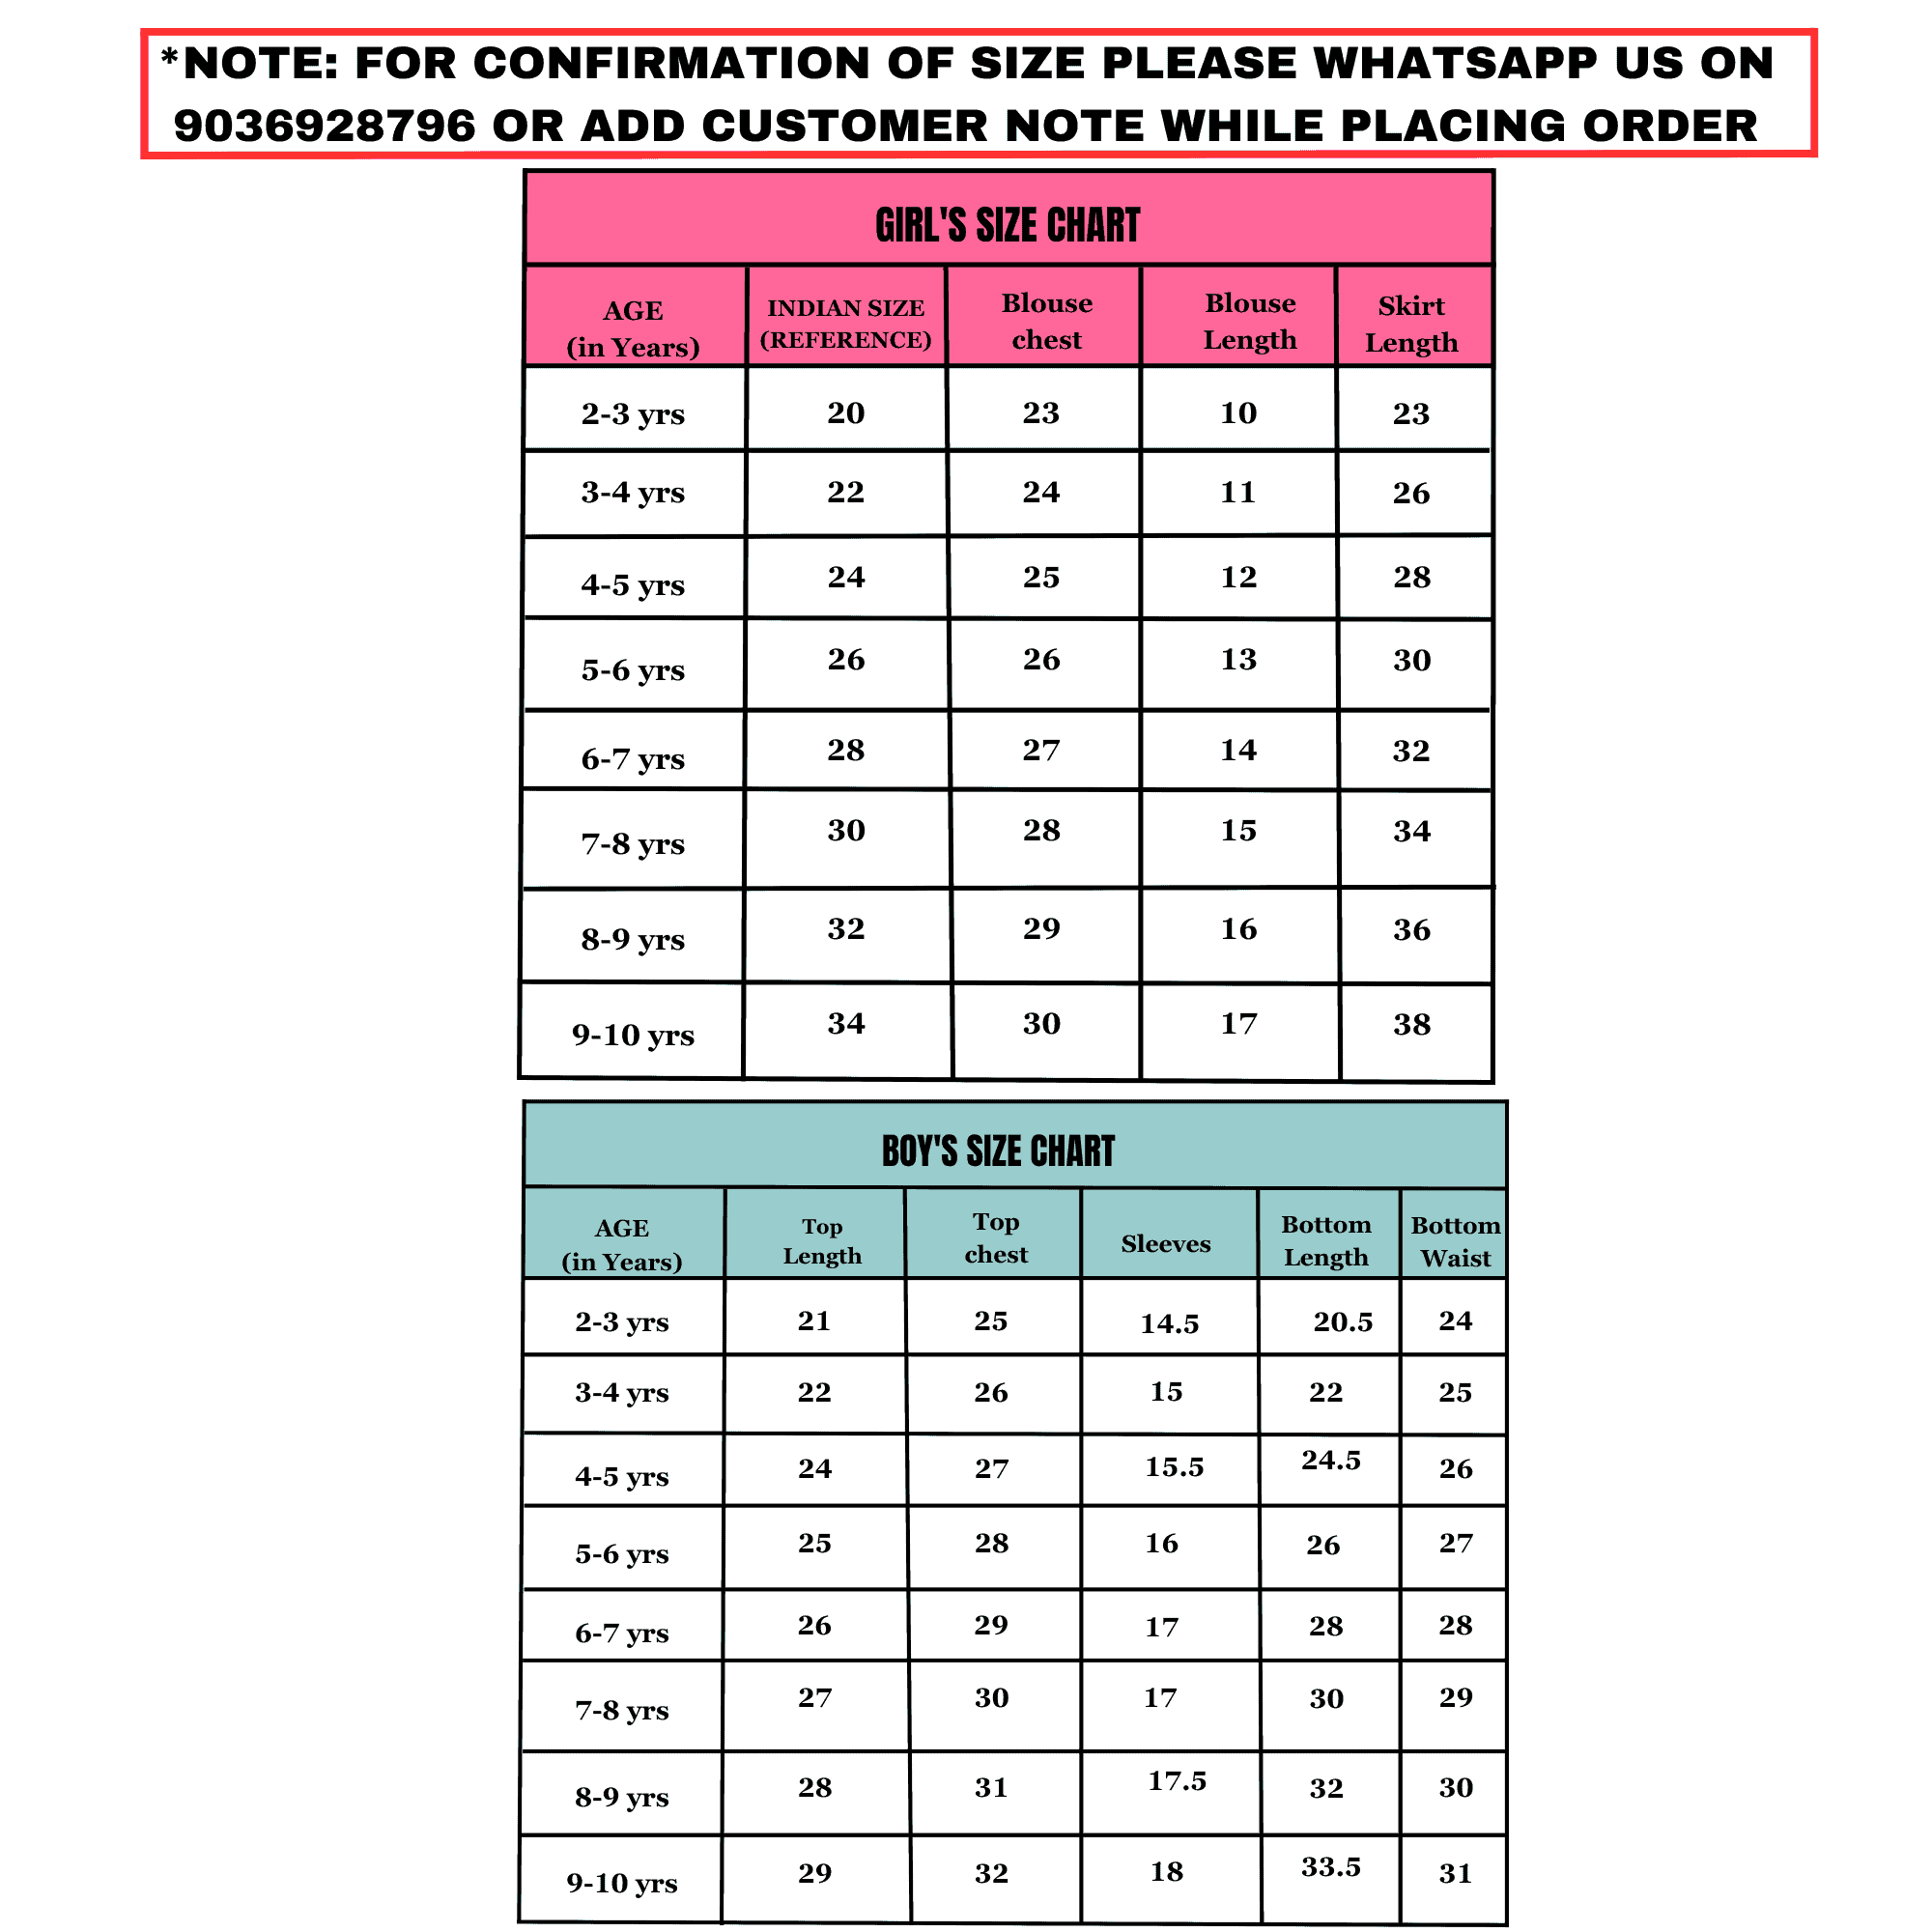 *NOTE: FOR CONFIRMATION OF SIZE PLEASE WHATSAPP US ON
9036928796 OR ADD CUSTOMER NOTE WHILE PLACING ORDER
GIRL'S SIZE CHART
AGE (in Years) INDIAN SIZE (REFERENCE) Blouse chest Blouse Length Skirt Length
2-3 yrs 20 23 10 23
3-4 yrs 22 24 11 26
4-5 yrs 24 25 12 28
5-6 yrs 26 26 13 30
6-7 yrs 28 27 14 32
7-8 yrs 30 28 15 34
8-9 yrs 32 29 16 36
9-10 yrs 34 30 17 38
BOY'S SIZE CHART
AGE (in Years) Top Length Top chest Sleeves Bottom Length Bottom Waist
2-3 yrs 21 25 14.5 20.5 24
3-4 yrs 22 26 15 22 25
4-5 yrs 24 27 15.5 24.5 26
5-6 yrs 25 28 16 26 27
6-7 yrs 26 29 17 28 28
7-8 yrs 27 30 17 30 29
8-9 yrs 28 31 17.5 32 30
9-10 yrs 29 32 18 33.5 31